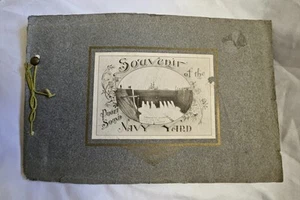 Souvenir
of the
Puget
Sound
NAVY YARD